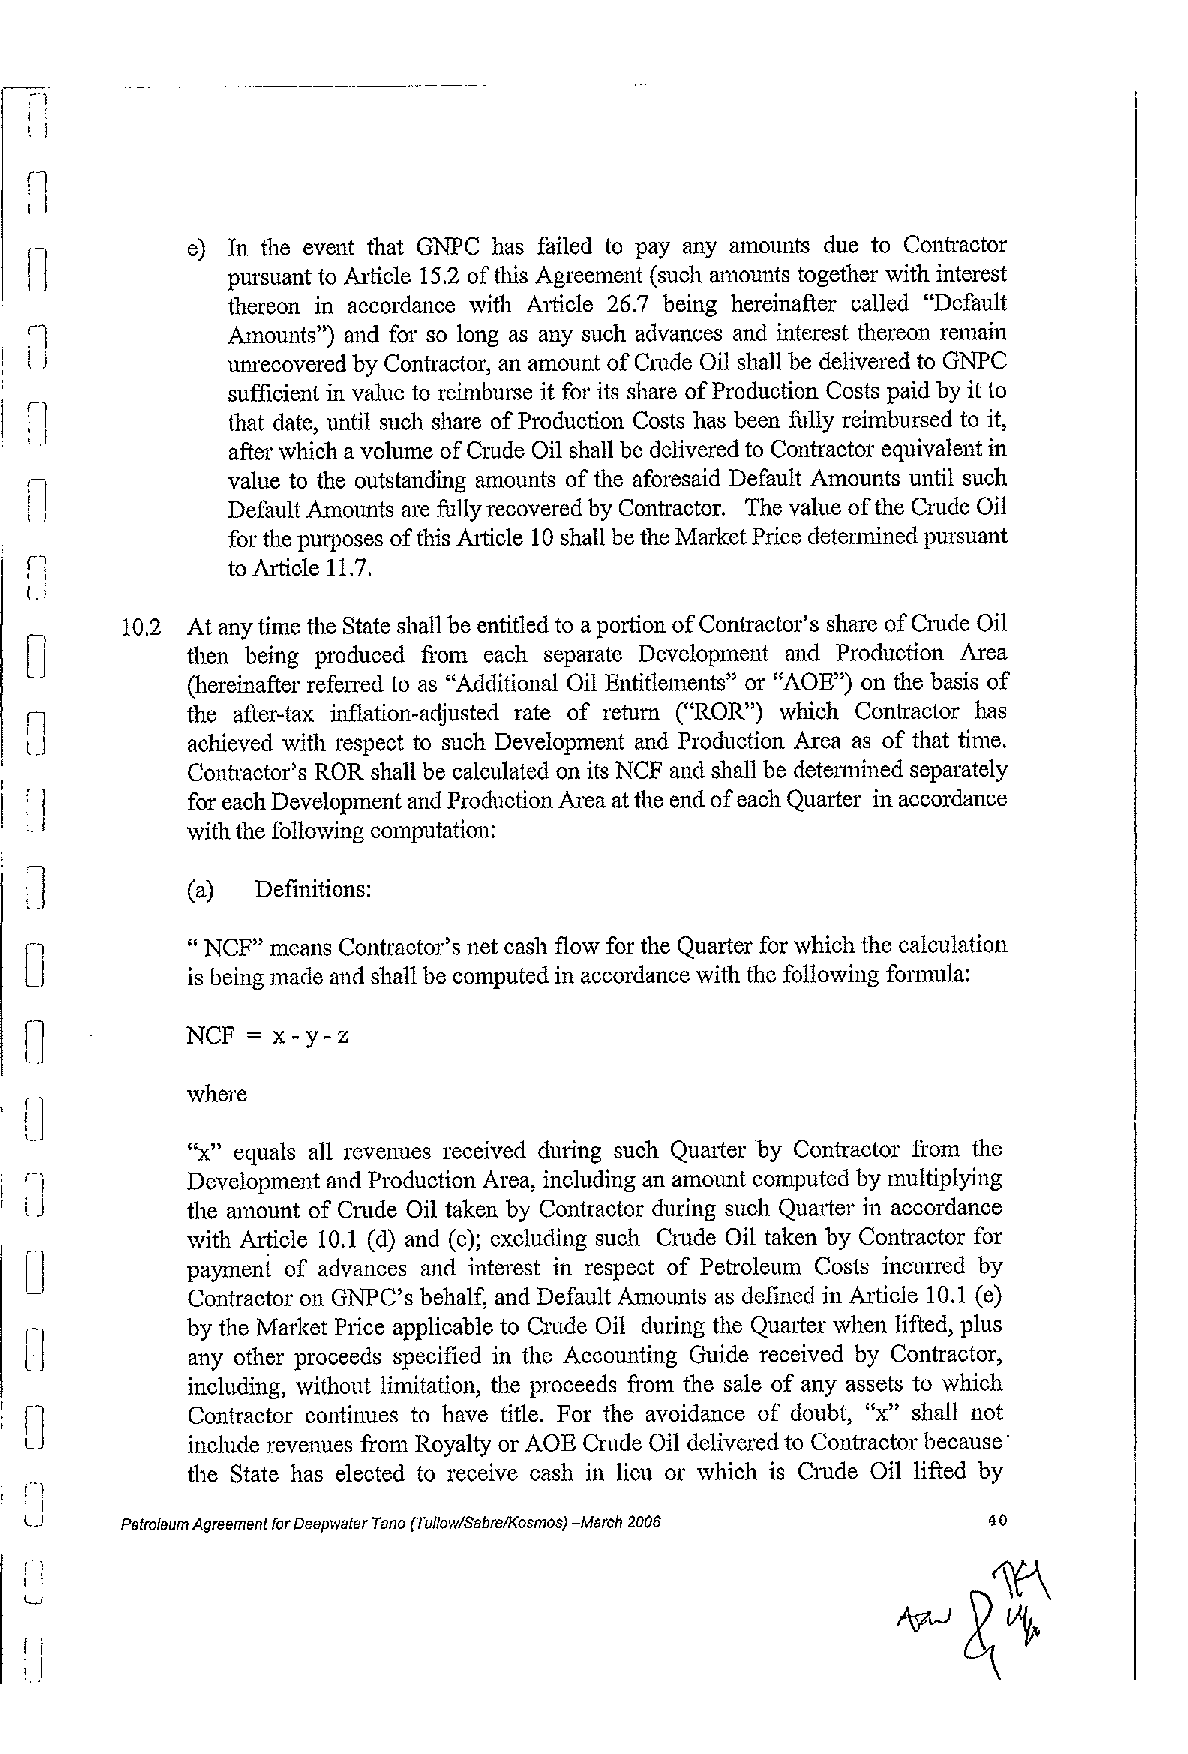 e) In the event that GNPC has failed to pay any amounts due to Contractor
pursuant to Article 15.2 of this Agreement (such amounts together with interest
thereon in accordance with Article 26.7 being hereinafter called “Default
Amounts”) and for so long as any such advances and interest thereon remain
unrecovered by Contractor, an amount of Crude Oil shall be delivered to GNPC
sufficient in value to reimburse it for its share of Production Costs paid by it to
that date, until such share of Production Costs has been fully reimbursed to it,
after which a volume of Crude Oil shall be delivered to Contractor equivalent in
value to the outstanding amounts of the aforesaid Default Amounts until such
Default Amounts are fully recovered by Contractor. The value of the Crude Oil
for the purposes of this Article 10 shall be the Market Price determined pursuant
to Article 11.7.
10.2 At any time the State shall be entitled to a portion of Contractor's share of Crude Oil
then being produced from each separate Development and Production Area
(hereinafter referred to as “Additional Oil Entitlements” or “AOE”) on the basis of
the after-tax inflation-adjusted rate of return (“ROR”) which Contractor has
achieved with respect to such Development and Production Area as of that time.
Contractor's ROR shall be calculated on its NCF and shall be determined separately
for each Development and Production Area at the end of each Quarter in accordance
with the following computation:
(a) Definitions:
“ NCF” means Contractor's net cash flow for the Quarter for which the calculation
is being made and shall be computed in accordance with the following formula:
NCF = x - y - z
where
“x” equals all revenues received during such Quarter by Contractor from the
Development and Production Area, including an amount computed by multiplying
the amount of Crude Oil taken by Contractor during such Quarter in accordance
with Article 10.1 (d) and (e); excluding such Crude Oil taken by Contractor for
payment of advances and interest in respect of Petroleum Costs incurred by
Contractor on GNPC's behalf, and Default Amounts as defined in Article 10.1 (e)
by the Market Price applicable to Crude Oil during the Quarter when lifted, plus
any other proceeds specified in the Accounting Guide received by Contractor,
including, without limitation, the proceeds from the sale of any assets to which
Contractor continues to have title. For the avoidance of doubt, “x” shall not
include revenues from Royalty or AOE Crude Oil delivered to Contractor because
the State has elected to receive cash in lieu or which is Crude Oil lifted by
Petroleum Agreement for Deepwater Tano (Tullow/Sabre/Kosmos) –March 2006 40